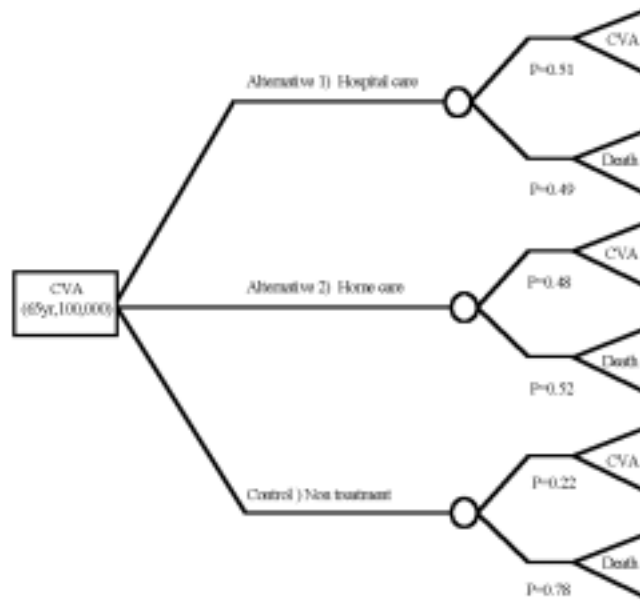 CVA
P=0.51
Alternative 1) Hospital care
Death
P=0.49
CVA
P=0.48
Alternative 2) Home care
CVA
(65yr,100,000)
Death
P=0.52
CVA
P=0.22
Control ) Non treatment
Death
P=0.78